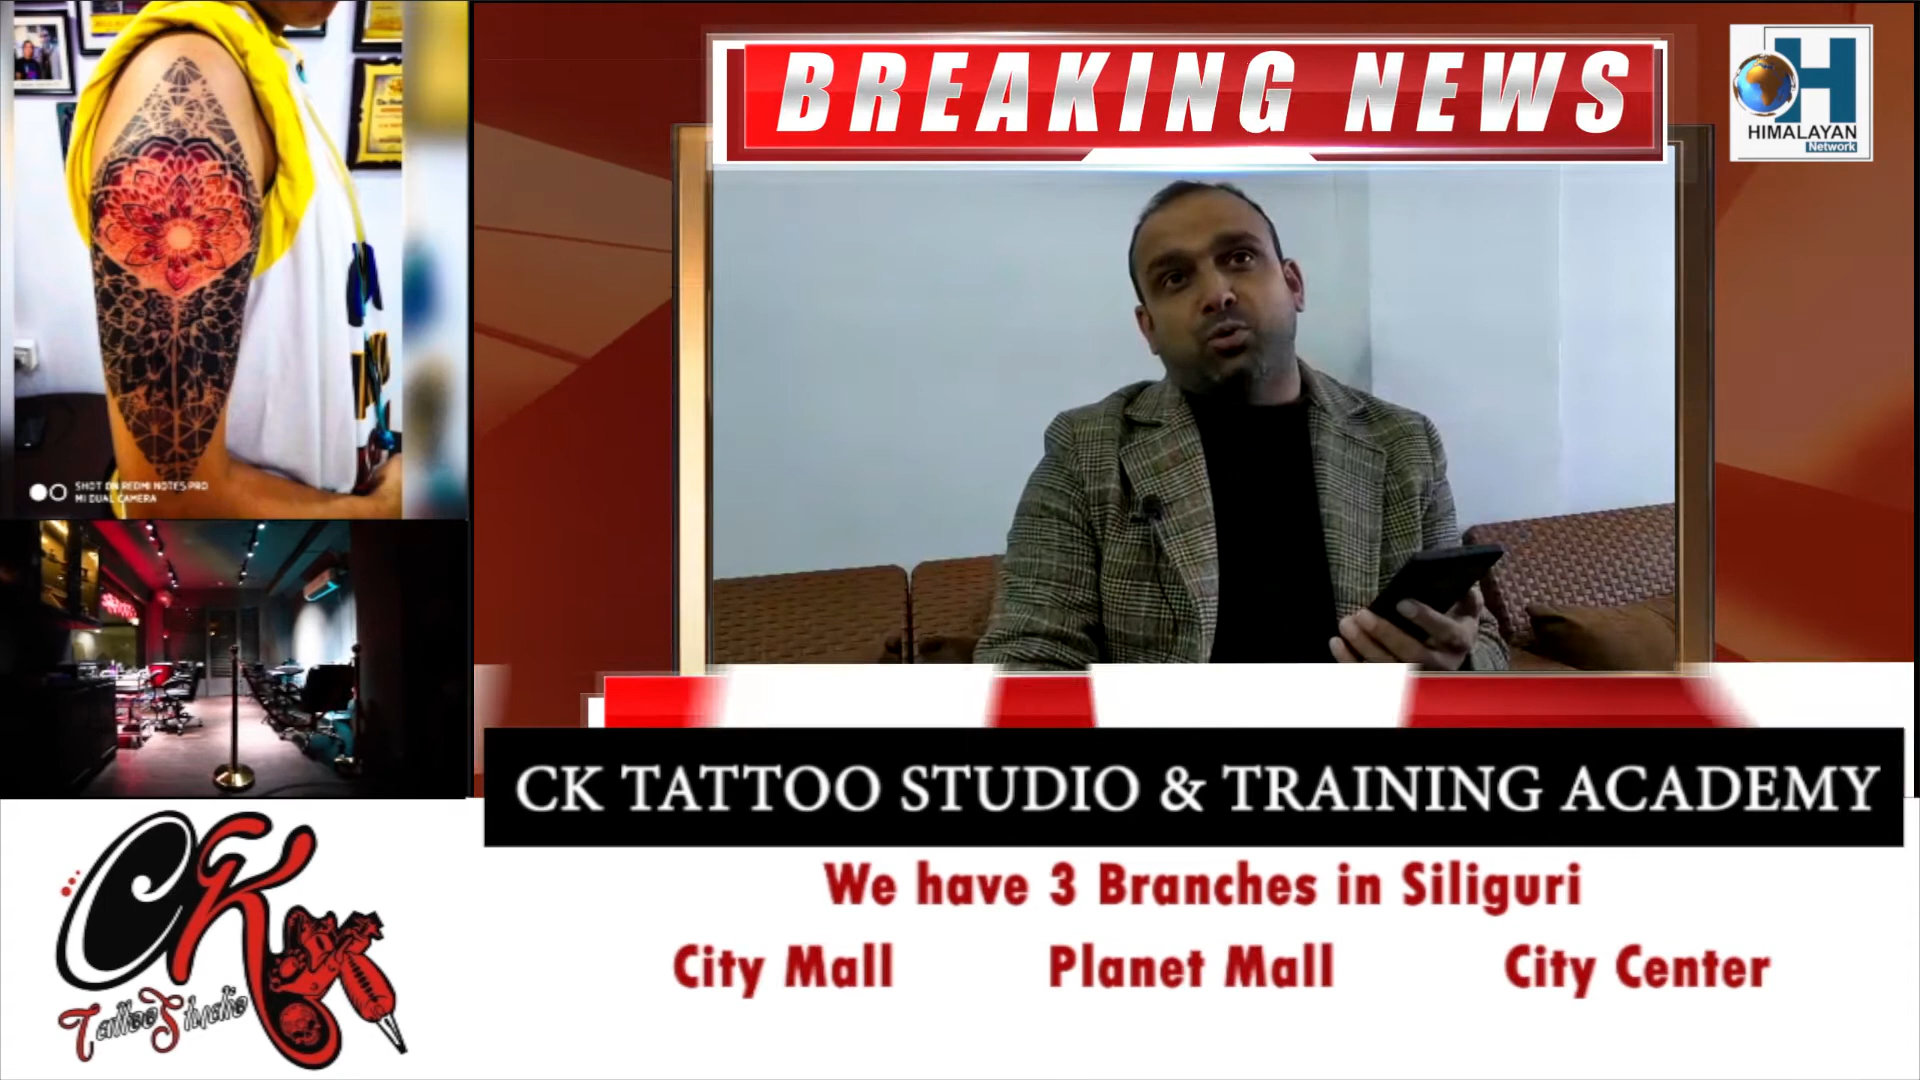 BREAKING NEWS
HIMALAYAN
Network
SHOT ON REDMI NOTE5 PRO
MI DUAL CAMERA
CK TATTOO STUDIO & TRAINING ACADEMY
We have 3 Branches in Siliguri
City Mall Planet Mall City Center
CK
Tattoo Studio